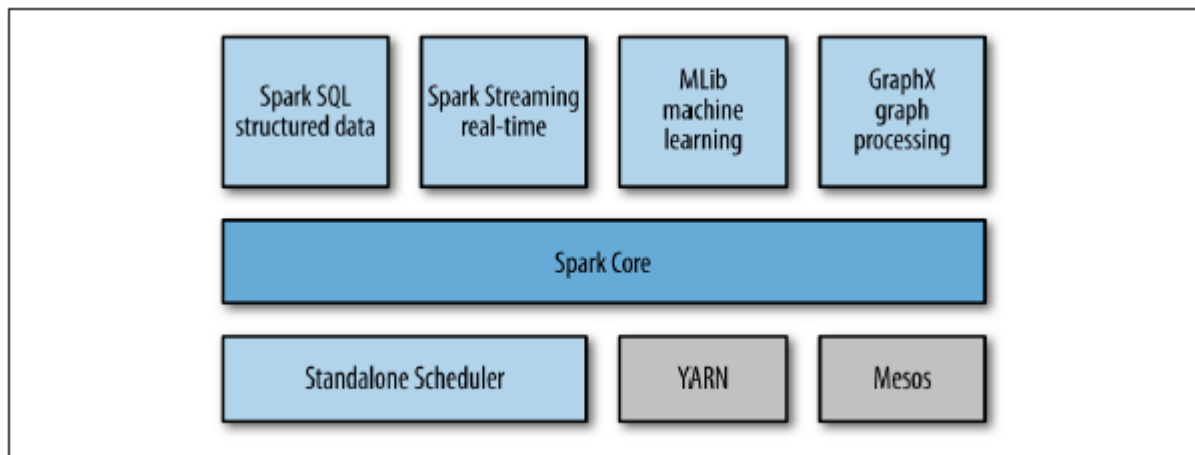 Spark SQL
structured data
Spark Streaming
real-time
MLib
machine
learning
GraphX
graph
processing
Spark Core
Standalone Scheduler
YARN
Mesos